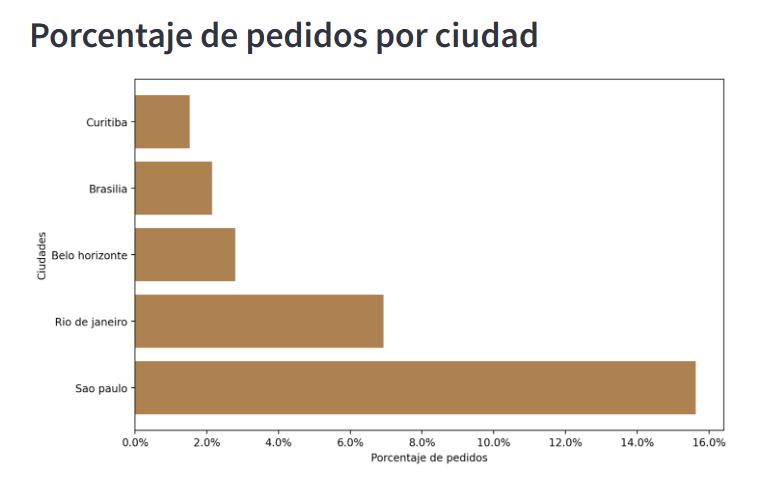 Porcentaje de pedidos por ciudad
Curitiba
Brasilia
Belo horizonte
Rio de janeiro
Sao paulo
Ciudades
0.0% 2.0% 4.0% 6.0% 8.0% 10.0% 12.0% 14.0% 16.0%
Porcentaje de pedidos